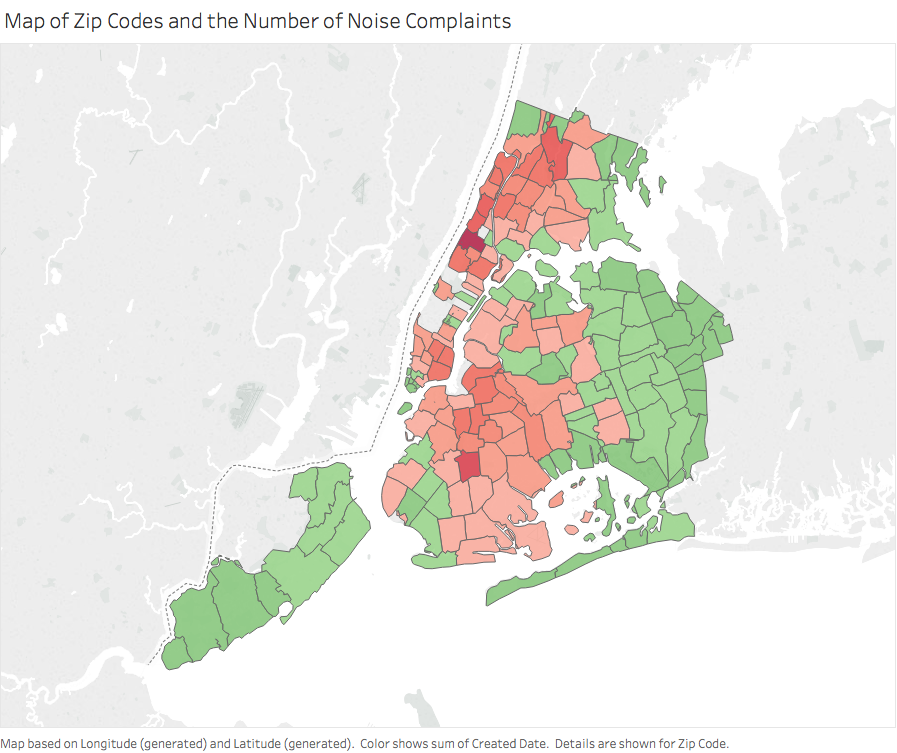 Map of Zip Codes and the Number of Noise Complaints
Map based on Longitude (generated) and Latitude (generated). Color shows sum of Created Date. Details are shown for Zip Code.